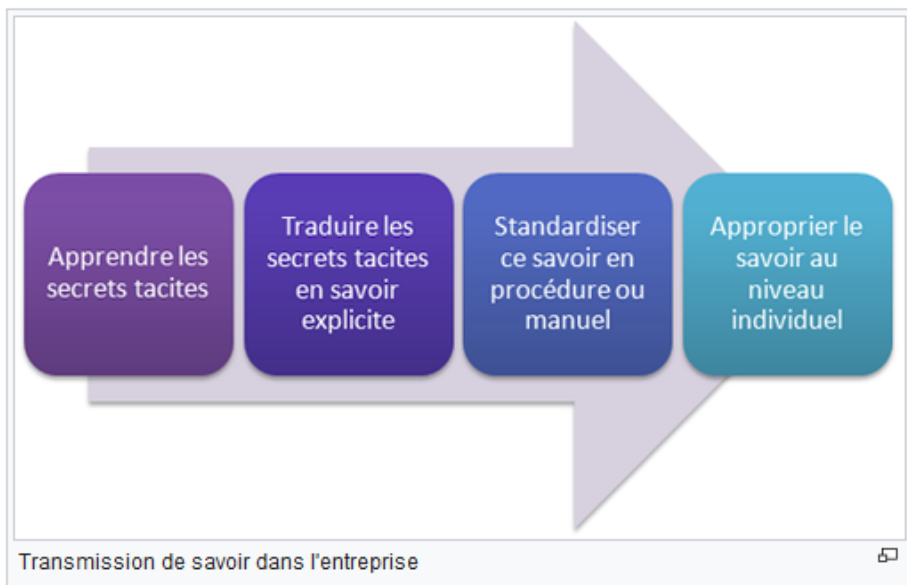 Apprendre les
secrets tacites
Traduire les
secrets tacites
en savoir
explicite
Standardiser
ce savoir en
procédure ou
manuel
Approprier le
savoir au
niveau
individuel
Transmission de savoir dans l'entreprise